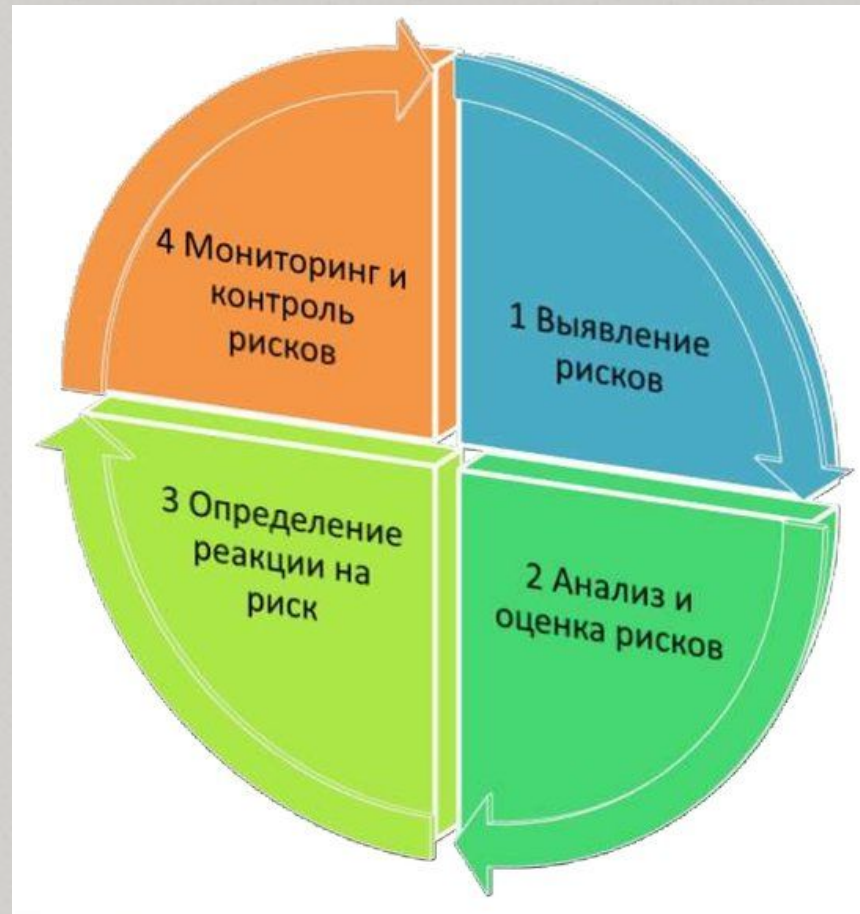 1 Выявление
рисков
2 Анализ и
оценка рисков
3 Определение
реакции на
риск
4 Мониторинг и
контроль
рисков